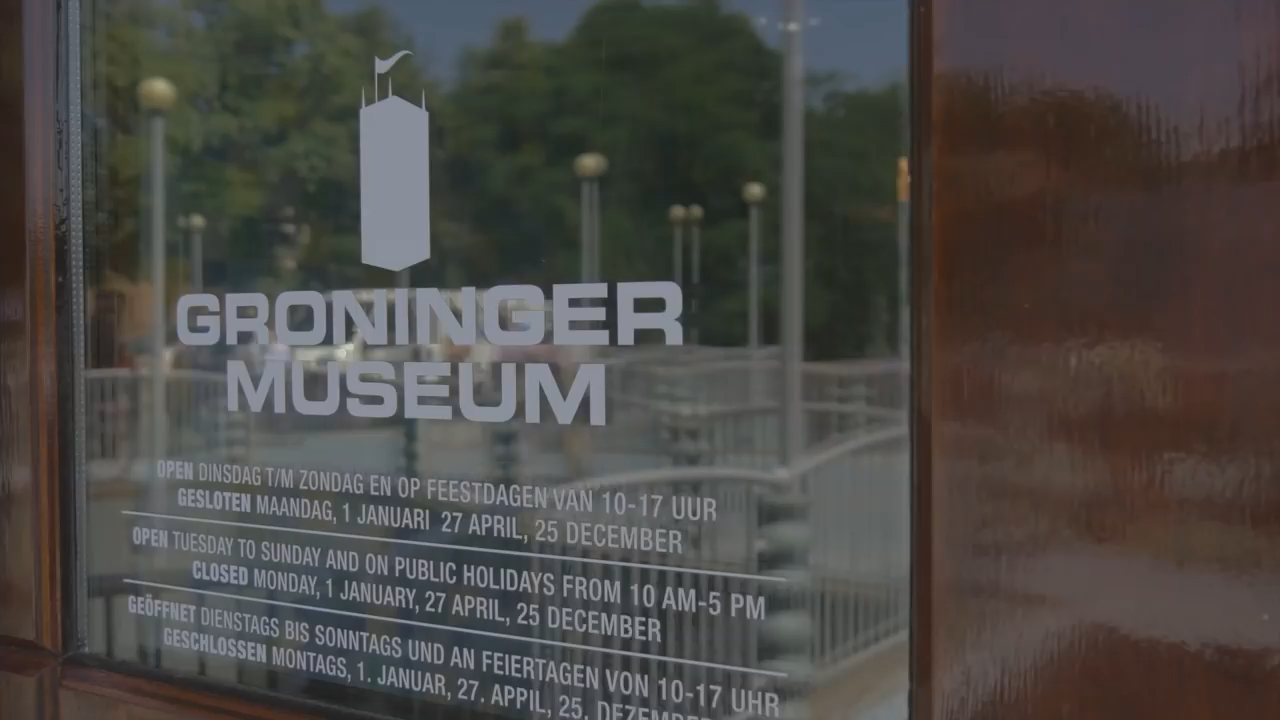 GRONINGER
MUSEUM
OPEN DINSDAG T/M ZONDAG EN OP FEESTDAGEN VAN 10-17 UUR
GESLOTEN MAANDAG, 1 JANUARI 27 APRIL, 25 DECEMBER
OPEN TUESDAY TO SUNDAY AND ON PUBLIC HOLIDAYS FROM 10 AM-5 PM
CLOSED MONDAY, 1 JANUARY, 27 APRIL, 25 DECEMBER
GEÖFFNET DIENSTAGS BIS SONNTAGS UND AN FEIERTAGEN VON 10-17 UHR
GESCHLOSSEN MONTAGS, 1. JANUAR, 27. APPIL, 25. DEZEMBER